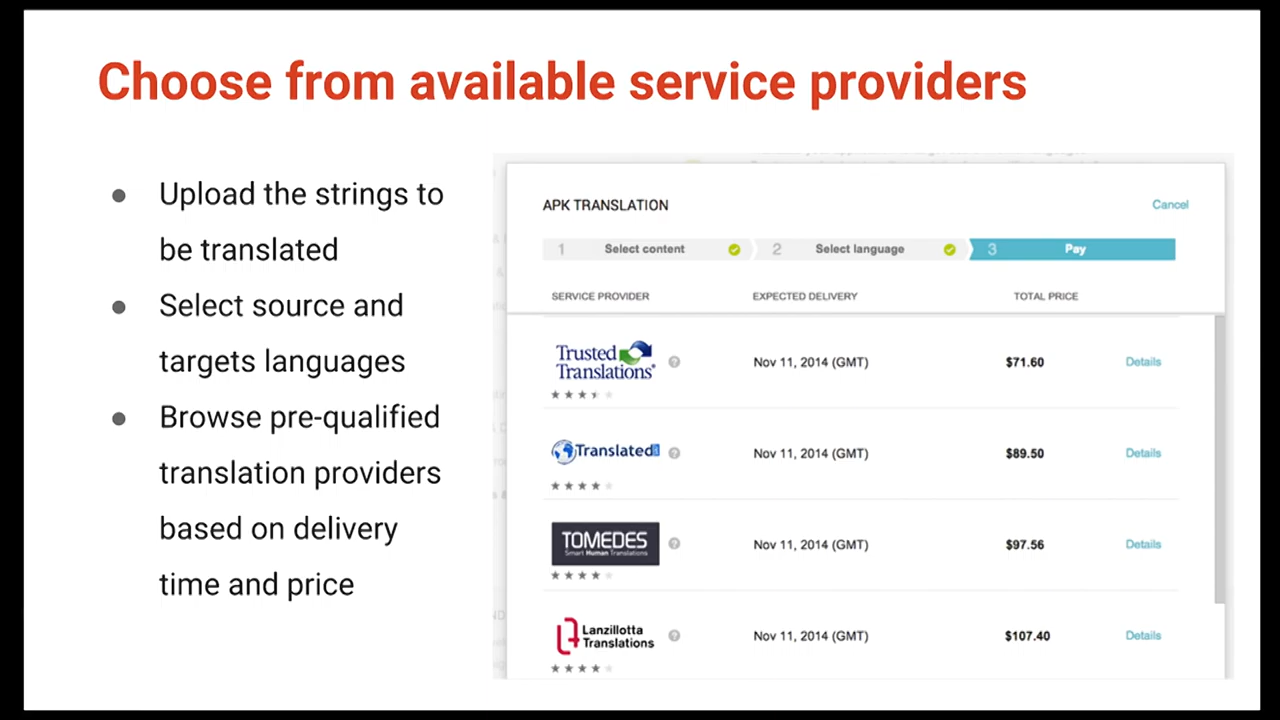 Choose from available service providers
● Upload the strings to
be translated
● Select source and
targets languages
● Browse pre-qualified
translation providers
based on delivery
time and price
APK TRANSLATION
Cancel
1 Select content
2 Select language
3 Pay
SERVICE PROVIDER EXPECTED DELIVERY TOTAL PRICE
Trusted
Translations®
? Nov 11, 2014 (GMT) $71.60 Details
Translated
? Nov 11, 2014 (GMT) $89.50 Details
TOMEDES
Smart Human Translations
? Nov 11, 2014 (GMT) $97.56 Details
Lanzillotta
Translations
? Nov 11, 2014 (GMT) $107.40 Details